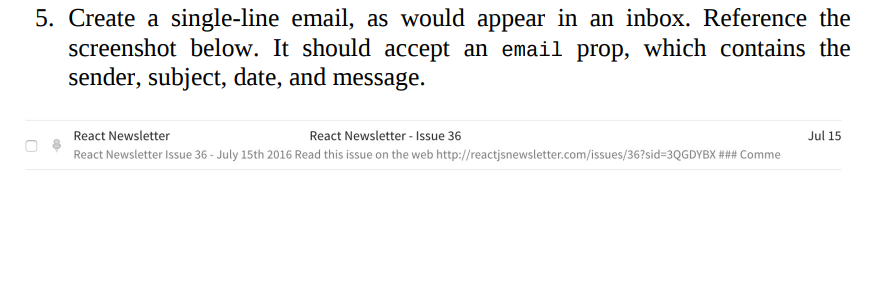 5. Create a single-line email, as would appear in an inbox. Reference the
screenshot below. It should accept an email prop, which contains the
sender, subject, date, and message.
React Newsletter React Newsletter - Issue 36 Jul 15
React Newsletter Issue 36 - July 15th 2016 Read this issue on the web http://reactjsnewsletter.com/issues/36?sid=3QGDYBX ### Comme